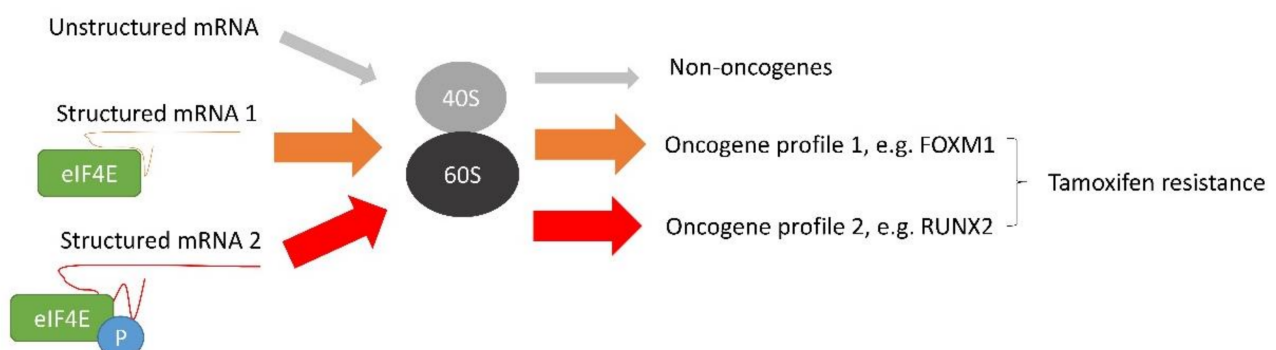 Unstructured mRNA
Non-oncogenes
40S
Structured mRNA 1
Oncogene profile 1, e.g. FOXM1
eIF4E
60S
Tamoxifen resistance
Structured mRNA 2
Oncogene profile 2, e.g. RUNX2
eIF4E
P